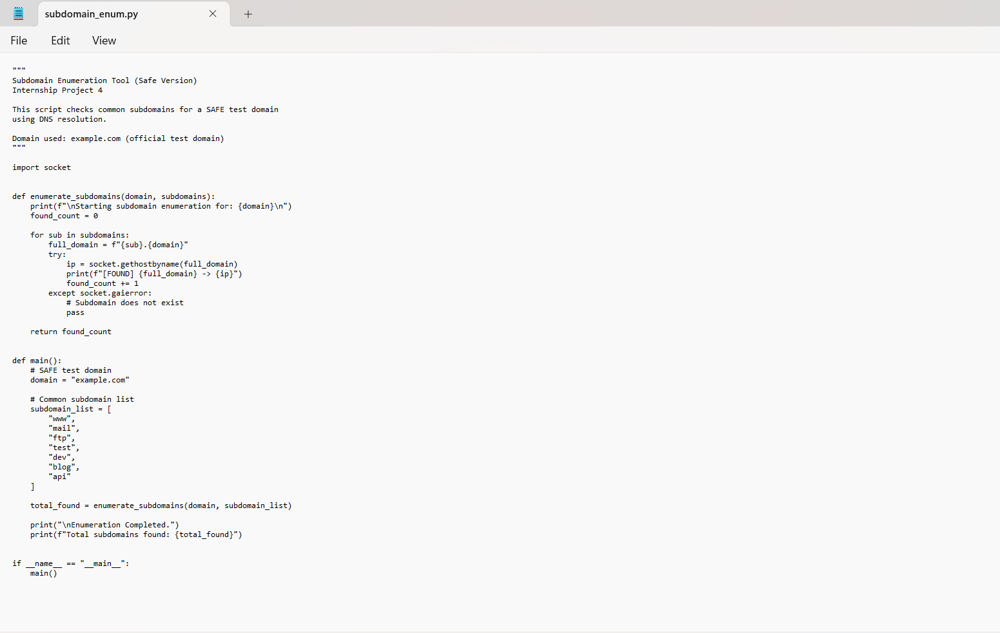 subdomain_enum.py
File Edit View
"""
Subdomain Enumeration Tool (Safe Version)
Internship Project 4

This script checks common subdomains for a SAFE test domain
using DNS resolution.

Domain used: example.com (official test domain)
"""

import socket


def enumerate_subdomains(domain, subdomains):
    print(f"\nStarting subdomain enumeration for: {domain}\n")
    found_count = 0

    for sub in subdomains:
        full_domain = f"{sub}.{domain}"
        try:
            ip = socket.gethostbyname(full_domain)
            print(f"[FOUND] {full_domain} -> {ip}")
            found_count += 1
        except socket.gaierror:
            # Subdomain does not exist
            pass

    return found_count


def main():
    # SAFE test domain
    domain = "example.com"

    # Common subdomain list
    subdomain_list = [
        "www",
        "mail",
        "ftp",
        "test",
        "dev",
        "blog",
        "api"
    ]

    total_found = enumerate_subdomains(domain, subdomain_list)

    print("\nEnumeration Completed.")
    print(f"Total subdomains found: {total_found}")


if __name__ == "__main__":
    main()